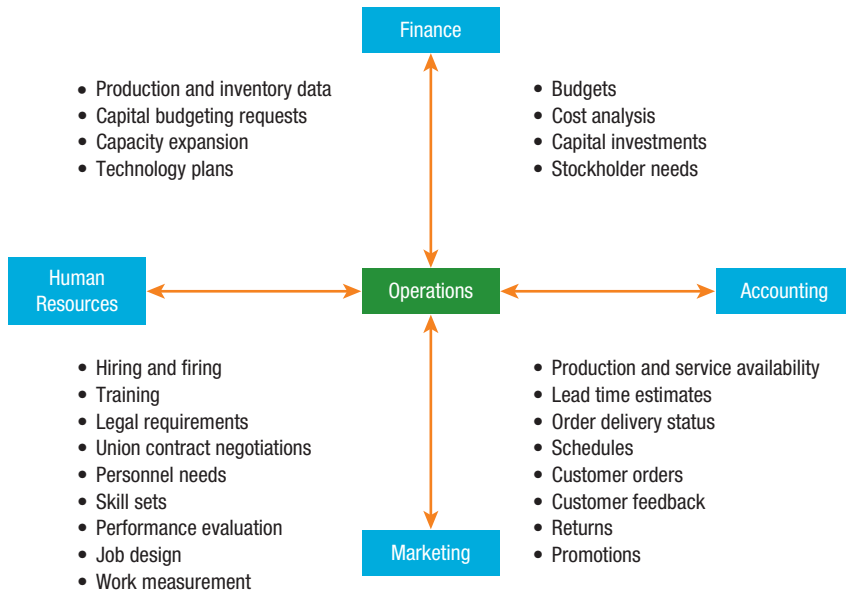 Finance
• Production and inventory data
• Capital budgeting requests
• Capacity expansion
• Technology plans
• Budgets
• Cost analysis
• Capital investments
• Stockholder needs
Human
Resources
Operations
Accounting
• Hiring and firing
• Training
• Legal requirements
• Union contract negotiations
• Personnel needs
• Skill sets
• Performance evaluation
• Job design
• Work measurement
• Production and service availability
• Lead time estimates
• Order delivery status
• Schedules
• Customer orders
• Customer feedback
• Returns
• Promotions
Marketing